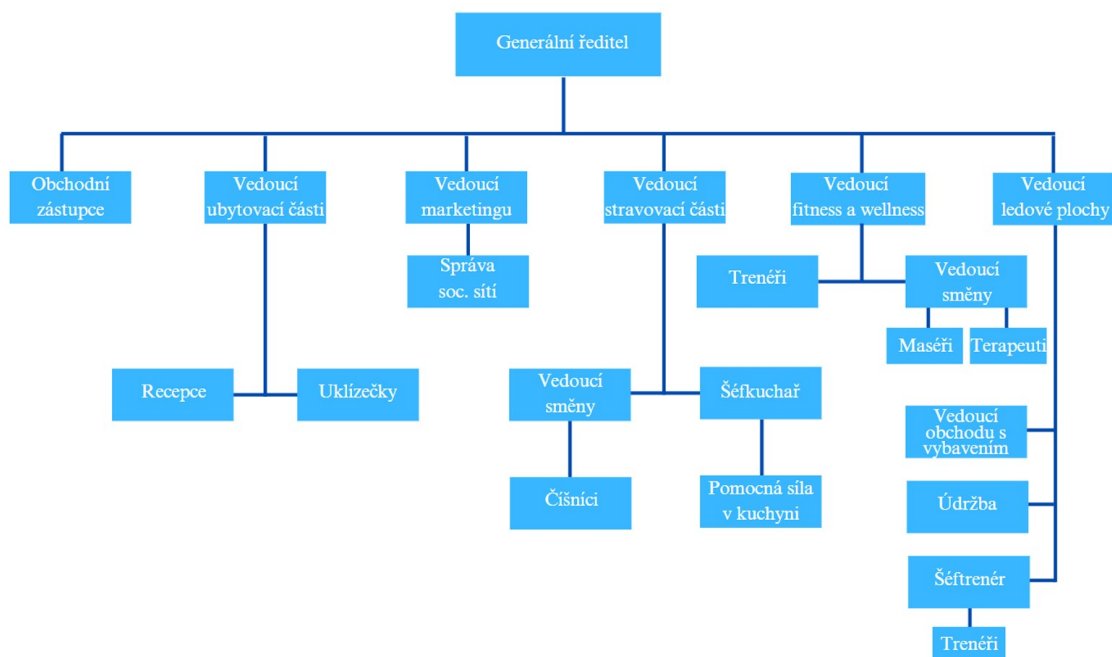 Generální ředitel
Obchodní
zástupce
Vedoucí
ubytovací části
Vedoucí
marketingu
Vedoucí
stravovací části
Vedoucí
fitness a wellness
Vedoucí
ledové plochy
Správa
soc. sítí
Trenéři
Vedoucí
směny
Maséři
Terapeuti
Recepce
Uklízečky
Vedoucí
směny
Šéfkuchař
Vedoucí
obchodu s
vybavením
Číšníci
Pomocná síla
v kuchyni
Údržba
Šéftrenér
Trenéři